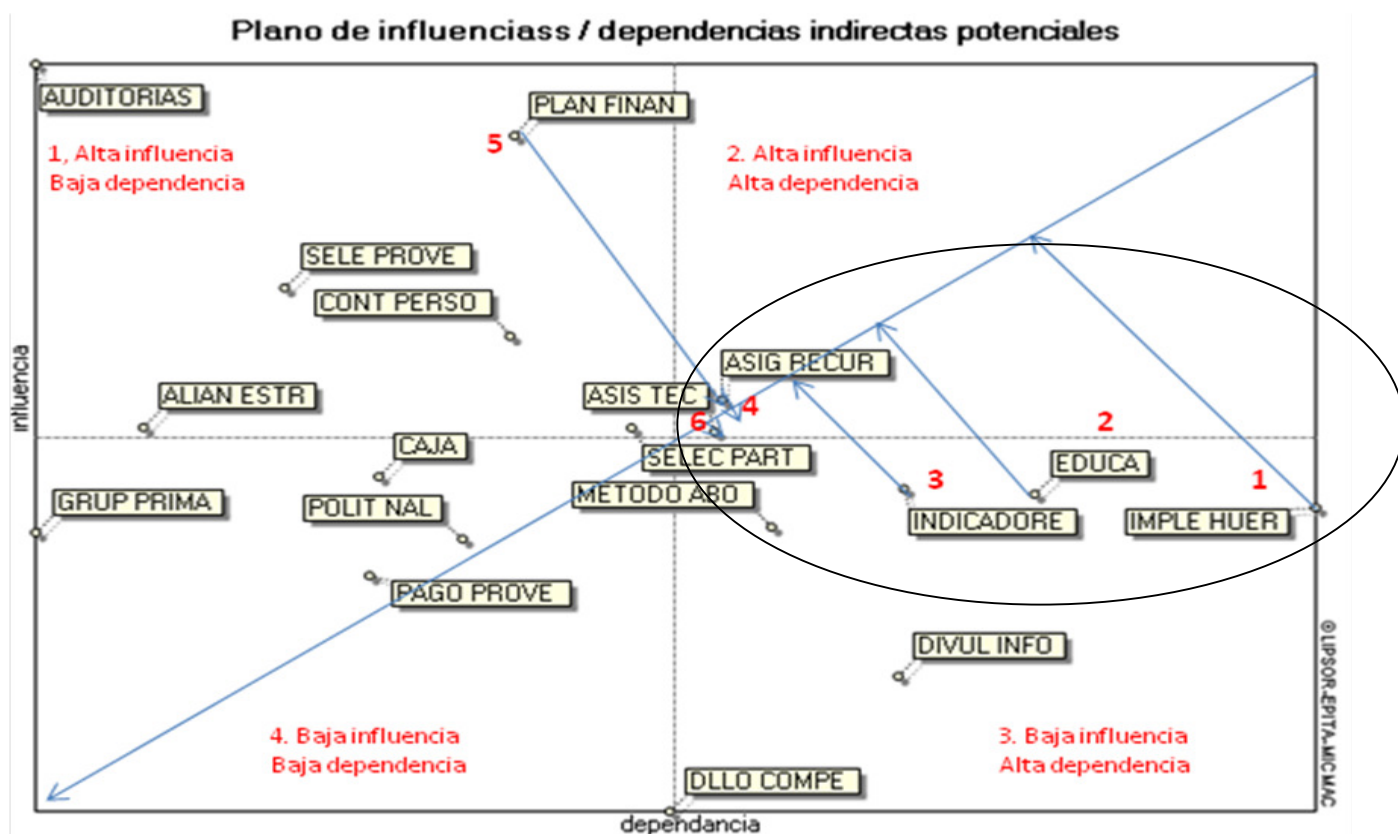 Plano de influenciass / dependencias indirectas potenciales
AUDITORIAS
PLAN FINAN
5
1, Alta influencia
Baja dependencia
2. Alta influencia
Alta dependencia
SELE PROVE
CONT PERSO
ASIG RECUR
ALIAN ESTR
ASIS TEC
4
6
2
influencia
CAJA
SELEC PART
EDUCA
3
1
GRUP PRIMA
POLIT NAL
METODO ABO
INDICADORE
IMPLE HUER
PAGO PROVE
DIVUL INFO
4. Baja influencia
Baja dependencia
3. Baja influencia
Alta dependencia
DLLO COMPE
dependancia
© LIPSOR-EPITA-MICMAC